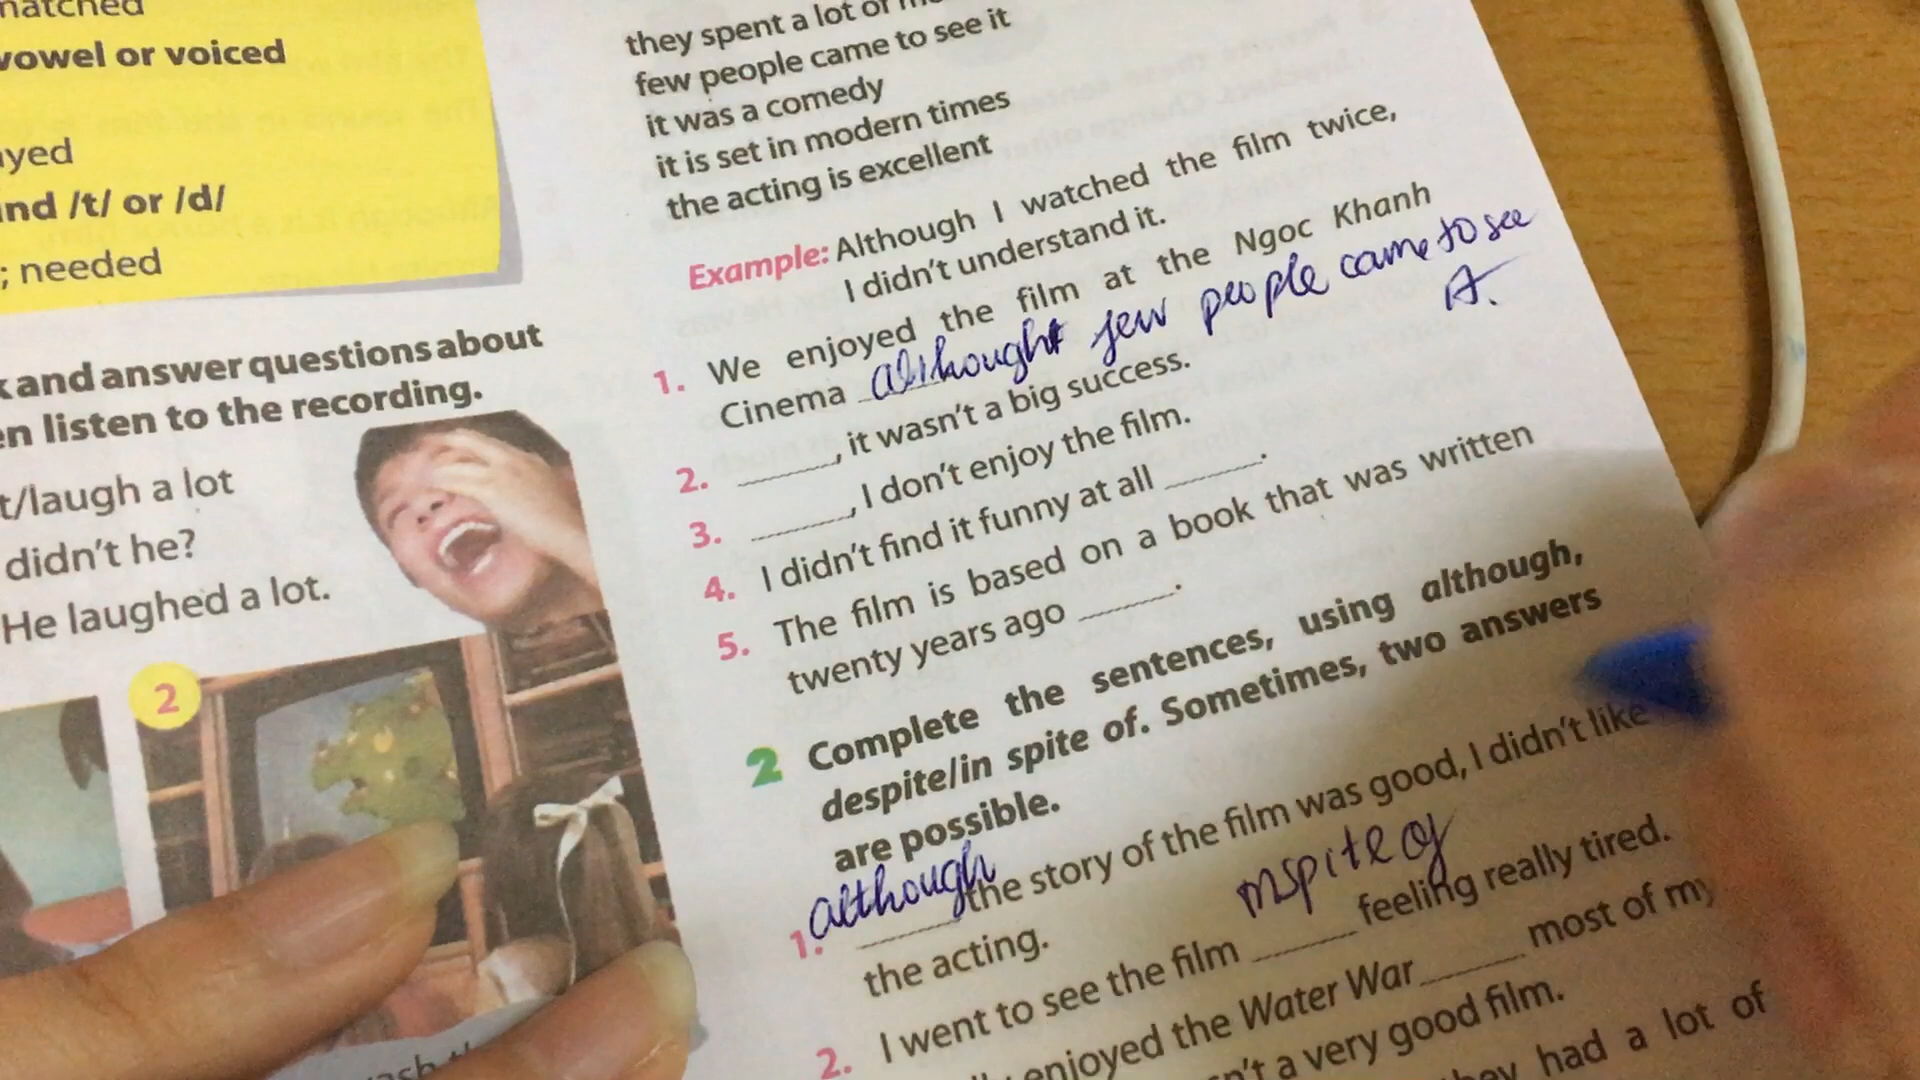 matched
vowel or voiced
ayed
and /t/ or /d/
; needed
k and answer questions about
en listen to the recording.
t/laugh a lot
didn't he?
He laughed a lot.
2
they spent a lot of
few people came to see it
it was a comedy
it is set in modern times
the acting is excellent
Example: Although I watched the film twice,
I didn't understand it.
1. We enjoyed the film at the Ngoc Khanh
Cinema although few people came to see
it.
2. ______, it wasn't a big success.
3. ______, I don't enjoy the film.
4. I didn't find it funny at all ______.
5. The film is based on a book that was written
twenty years ago ______.
2 Complete the sentences, using although,
despite/in spite of. Sometimes, two answers
are possible.
although
1. ______ the story of the film was good, I didn't like
the acting.
inspite of
2. I went to see the film ______ feeling really tired.
enjoyed the Water War ______ most of my
n't a very good film.
hey had a lot of